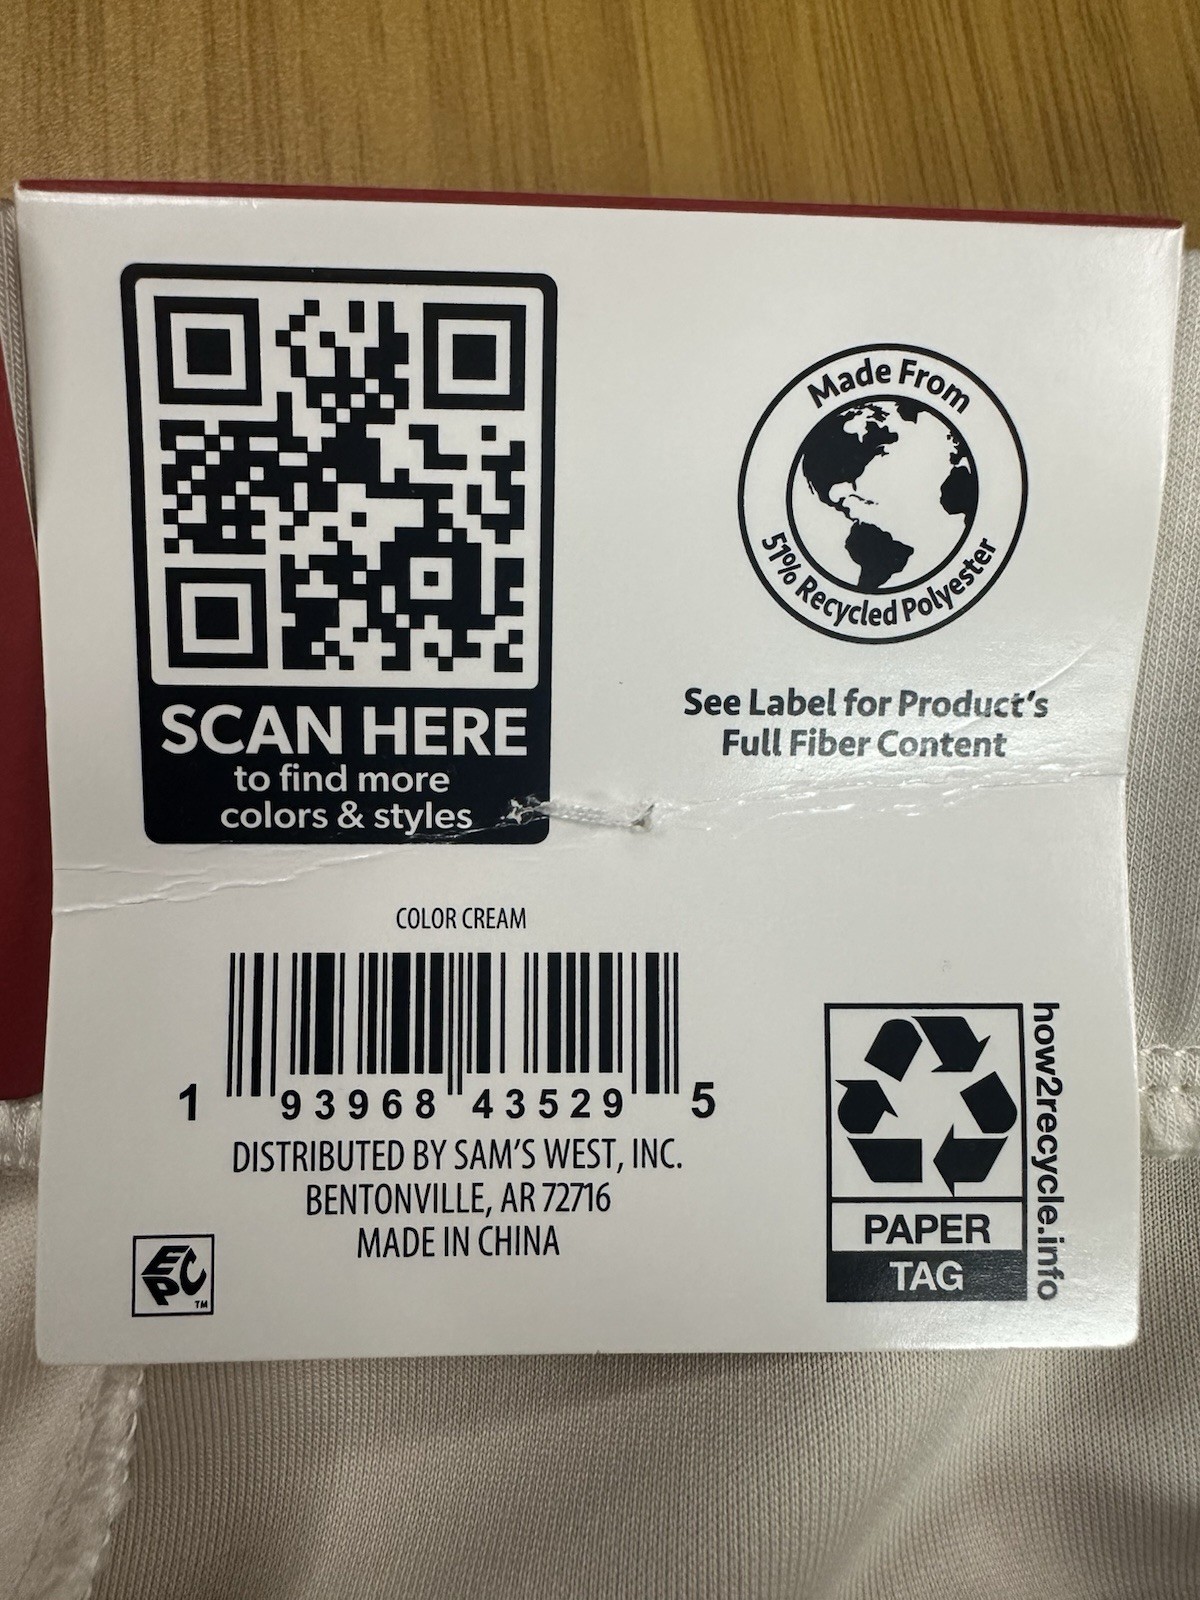 Made From
51% Recycled Polyester
See Label for Product's
Full Fiber Content
SCAN HERE
to find more
colors & styles
COLOR CREAM
1 93968 43529 5
DISTRIBUTED BY SAM'S WEST, INC.
BENTONVILLE, AR 72716
MADE IN CHINA
EPC TM
how2recycle.info
PAPER
TAG